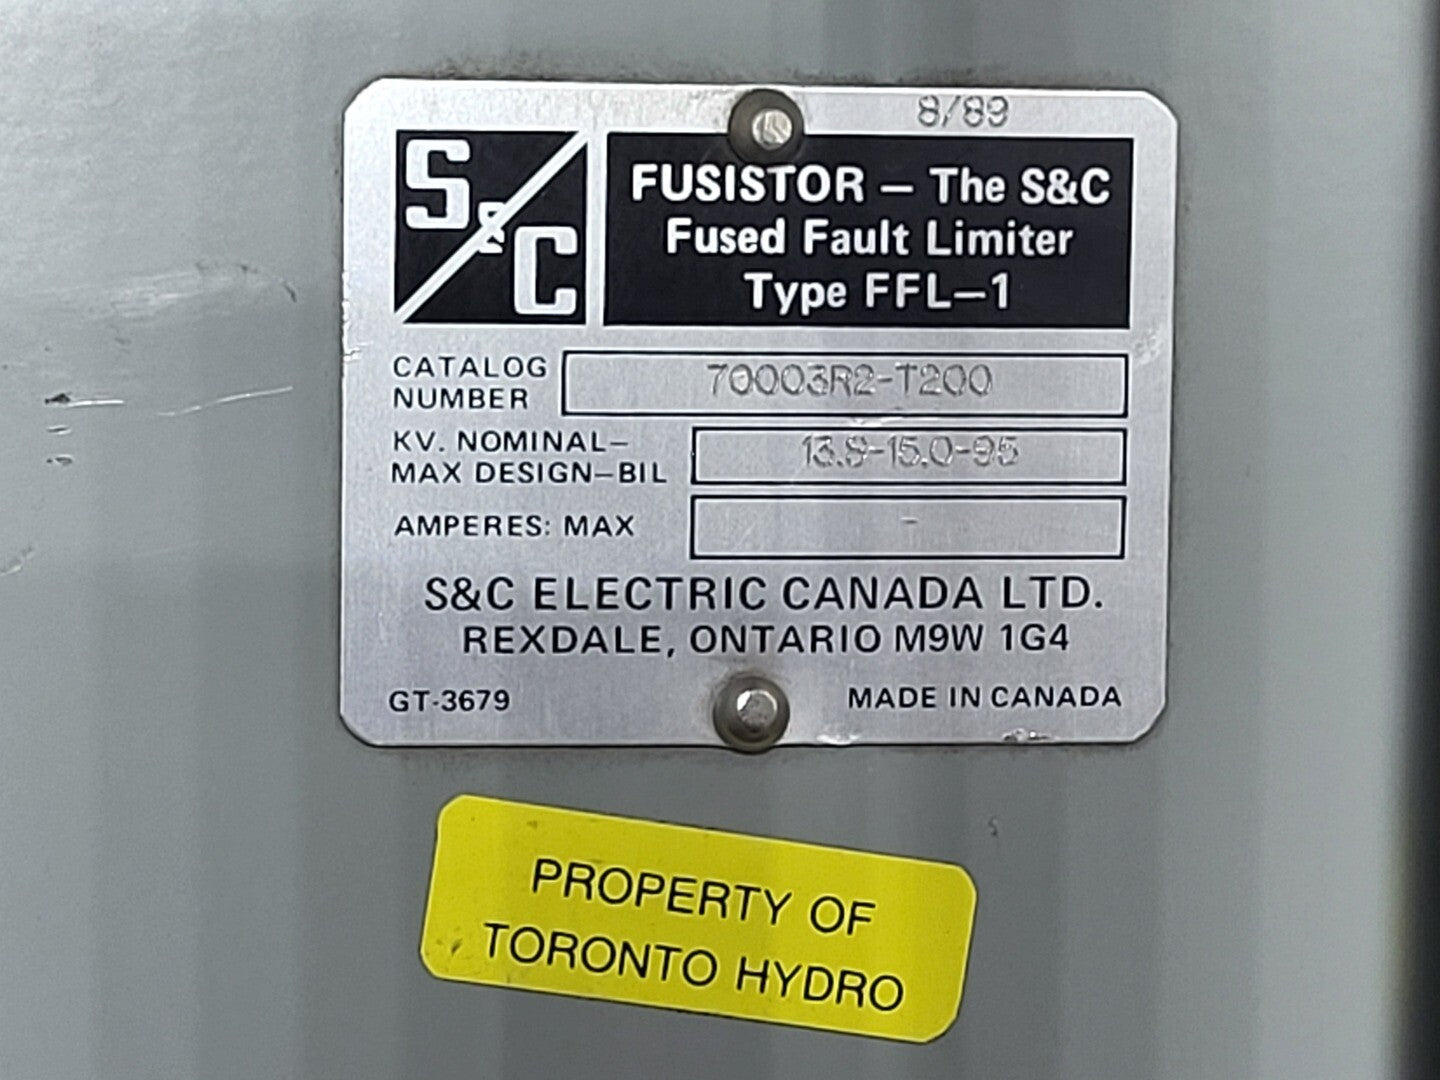 8/89
S&C
FUSISTOR — The S&C
Fused Fault Limiter
Type FFL—1
CATALOG
NUMBER
70003R2-T200
KV. NOMINAL—
MAX DESIGN—BIL
13.8-15.0-95
AMPERES: MAX
-
S&C ELECTRIC CANADA LTD.
REXDALE, ONTARIO M9W 1G4
GT-3679
MADE IN CANADA
PROPERTY OF
TORONTO HYDRO